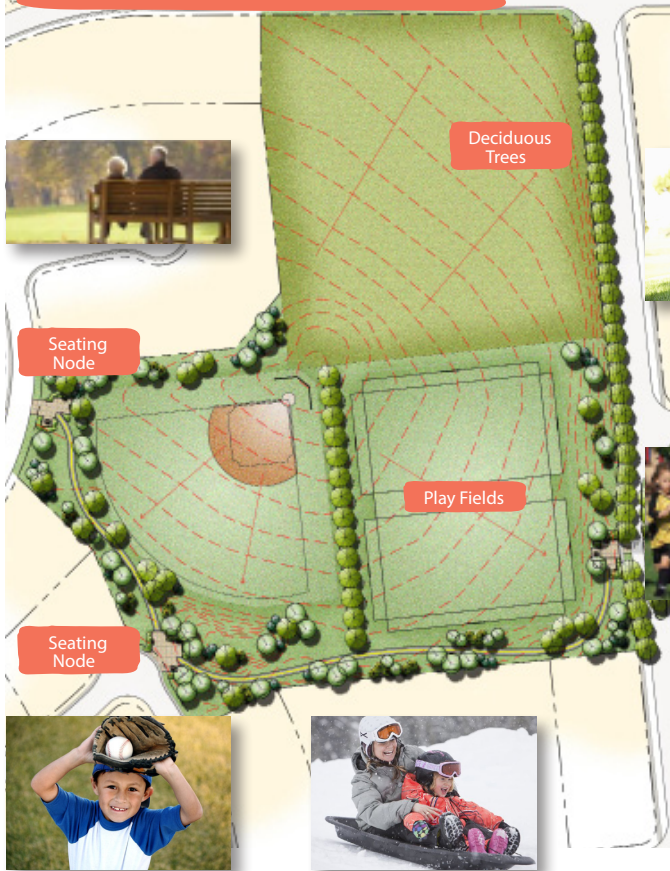 Deciduous
Trees
Seating
Node
Play Fields
Seating
Node